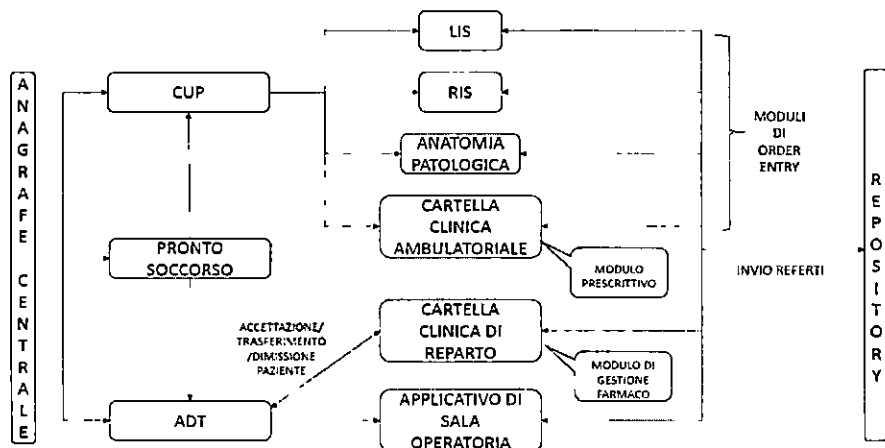 ANAGRAFE CENTRALE
CUP
PRONTO
SOCCORSO
ADT
ACCETTAZIONE/
TRASFERIMENTO
/DIMISSIONE
PAZIENTE
LIS
RIS
ANATOMIA
PATOLOGICA
CARTELLA
CLINICA
AMBULATORIALE
MODULO
PRESCRITTIVO
CARTELLA
CLINICA DI
REPARTO
MODULO DI
GESTIONE
FARMACO
APPLICATIVO DI
SALA
OPERATORIA
MODULI
DI
ORDER
ENTRY
INVIO REFERTI
REPOSITORY